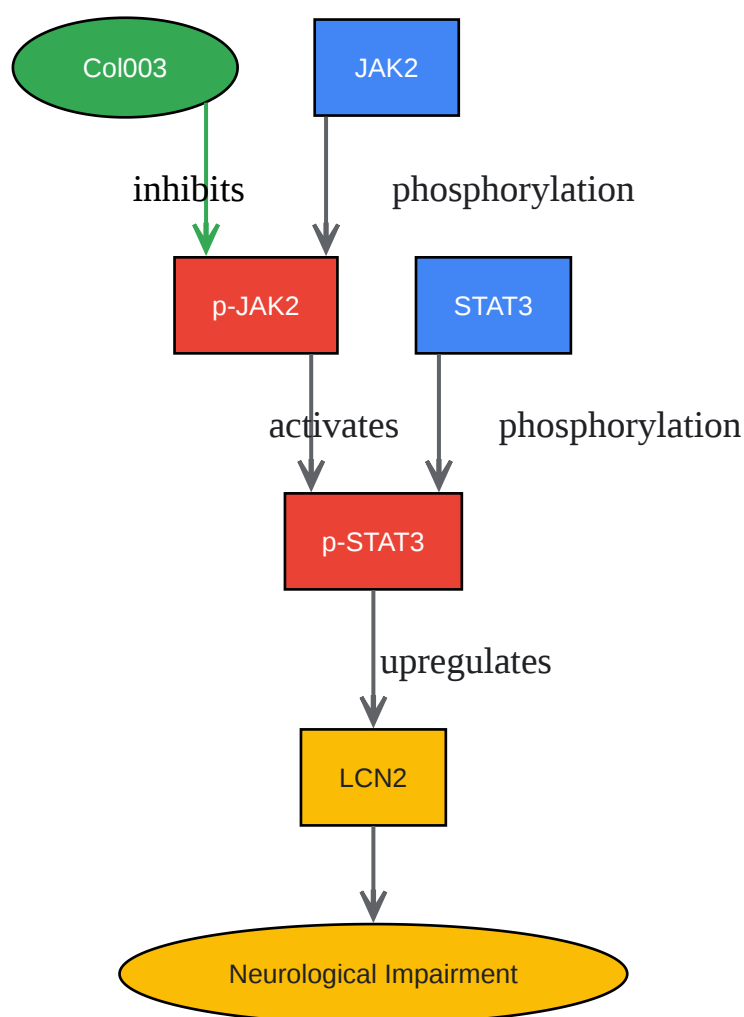 Col003
JAK2
inhibits
phosphorylation
p-JAK2
STAT3
activates
phosphorylation
p-STAT3
upregulates
LCN2
Neurological Impairment